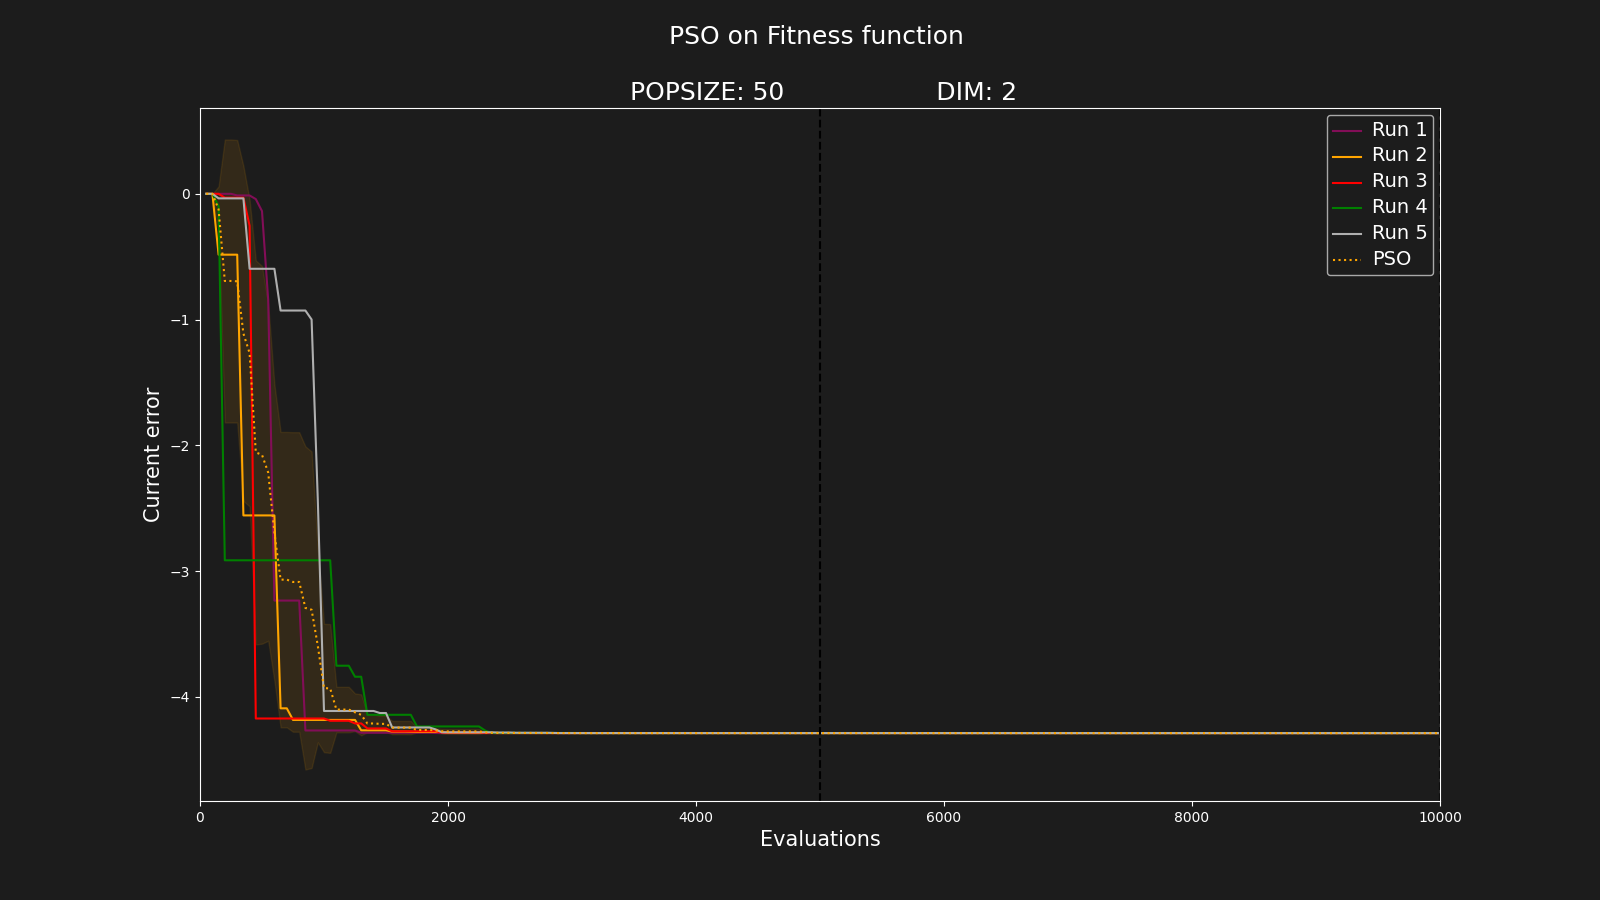 PSO on Fitness function
POPSIZE: 50 DIM: 2
Run 1
Run 2
Run 3
Run 4
Run 5
PSO
0
−1
−2
−3
−4
Current error
0 2000 4000 6000 8000 10000
Evaluations